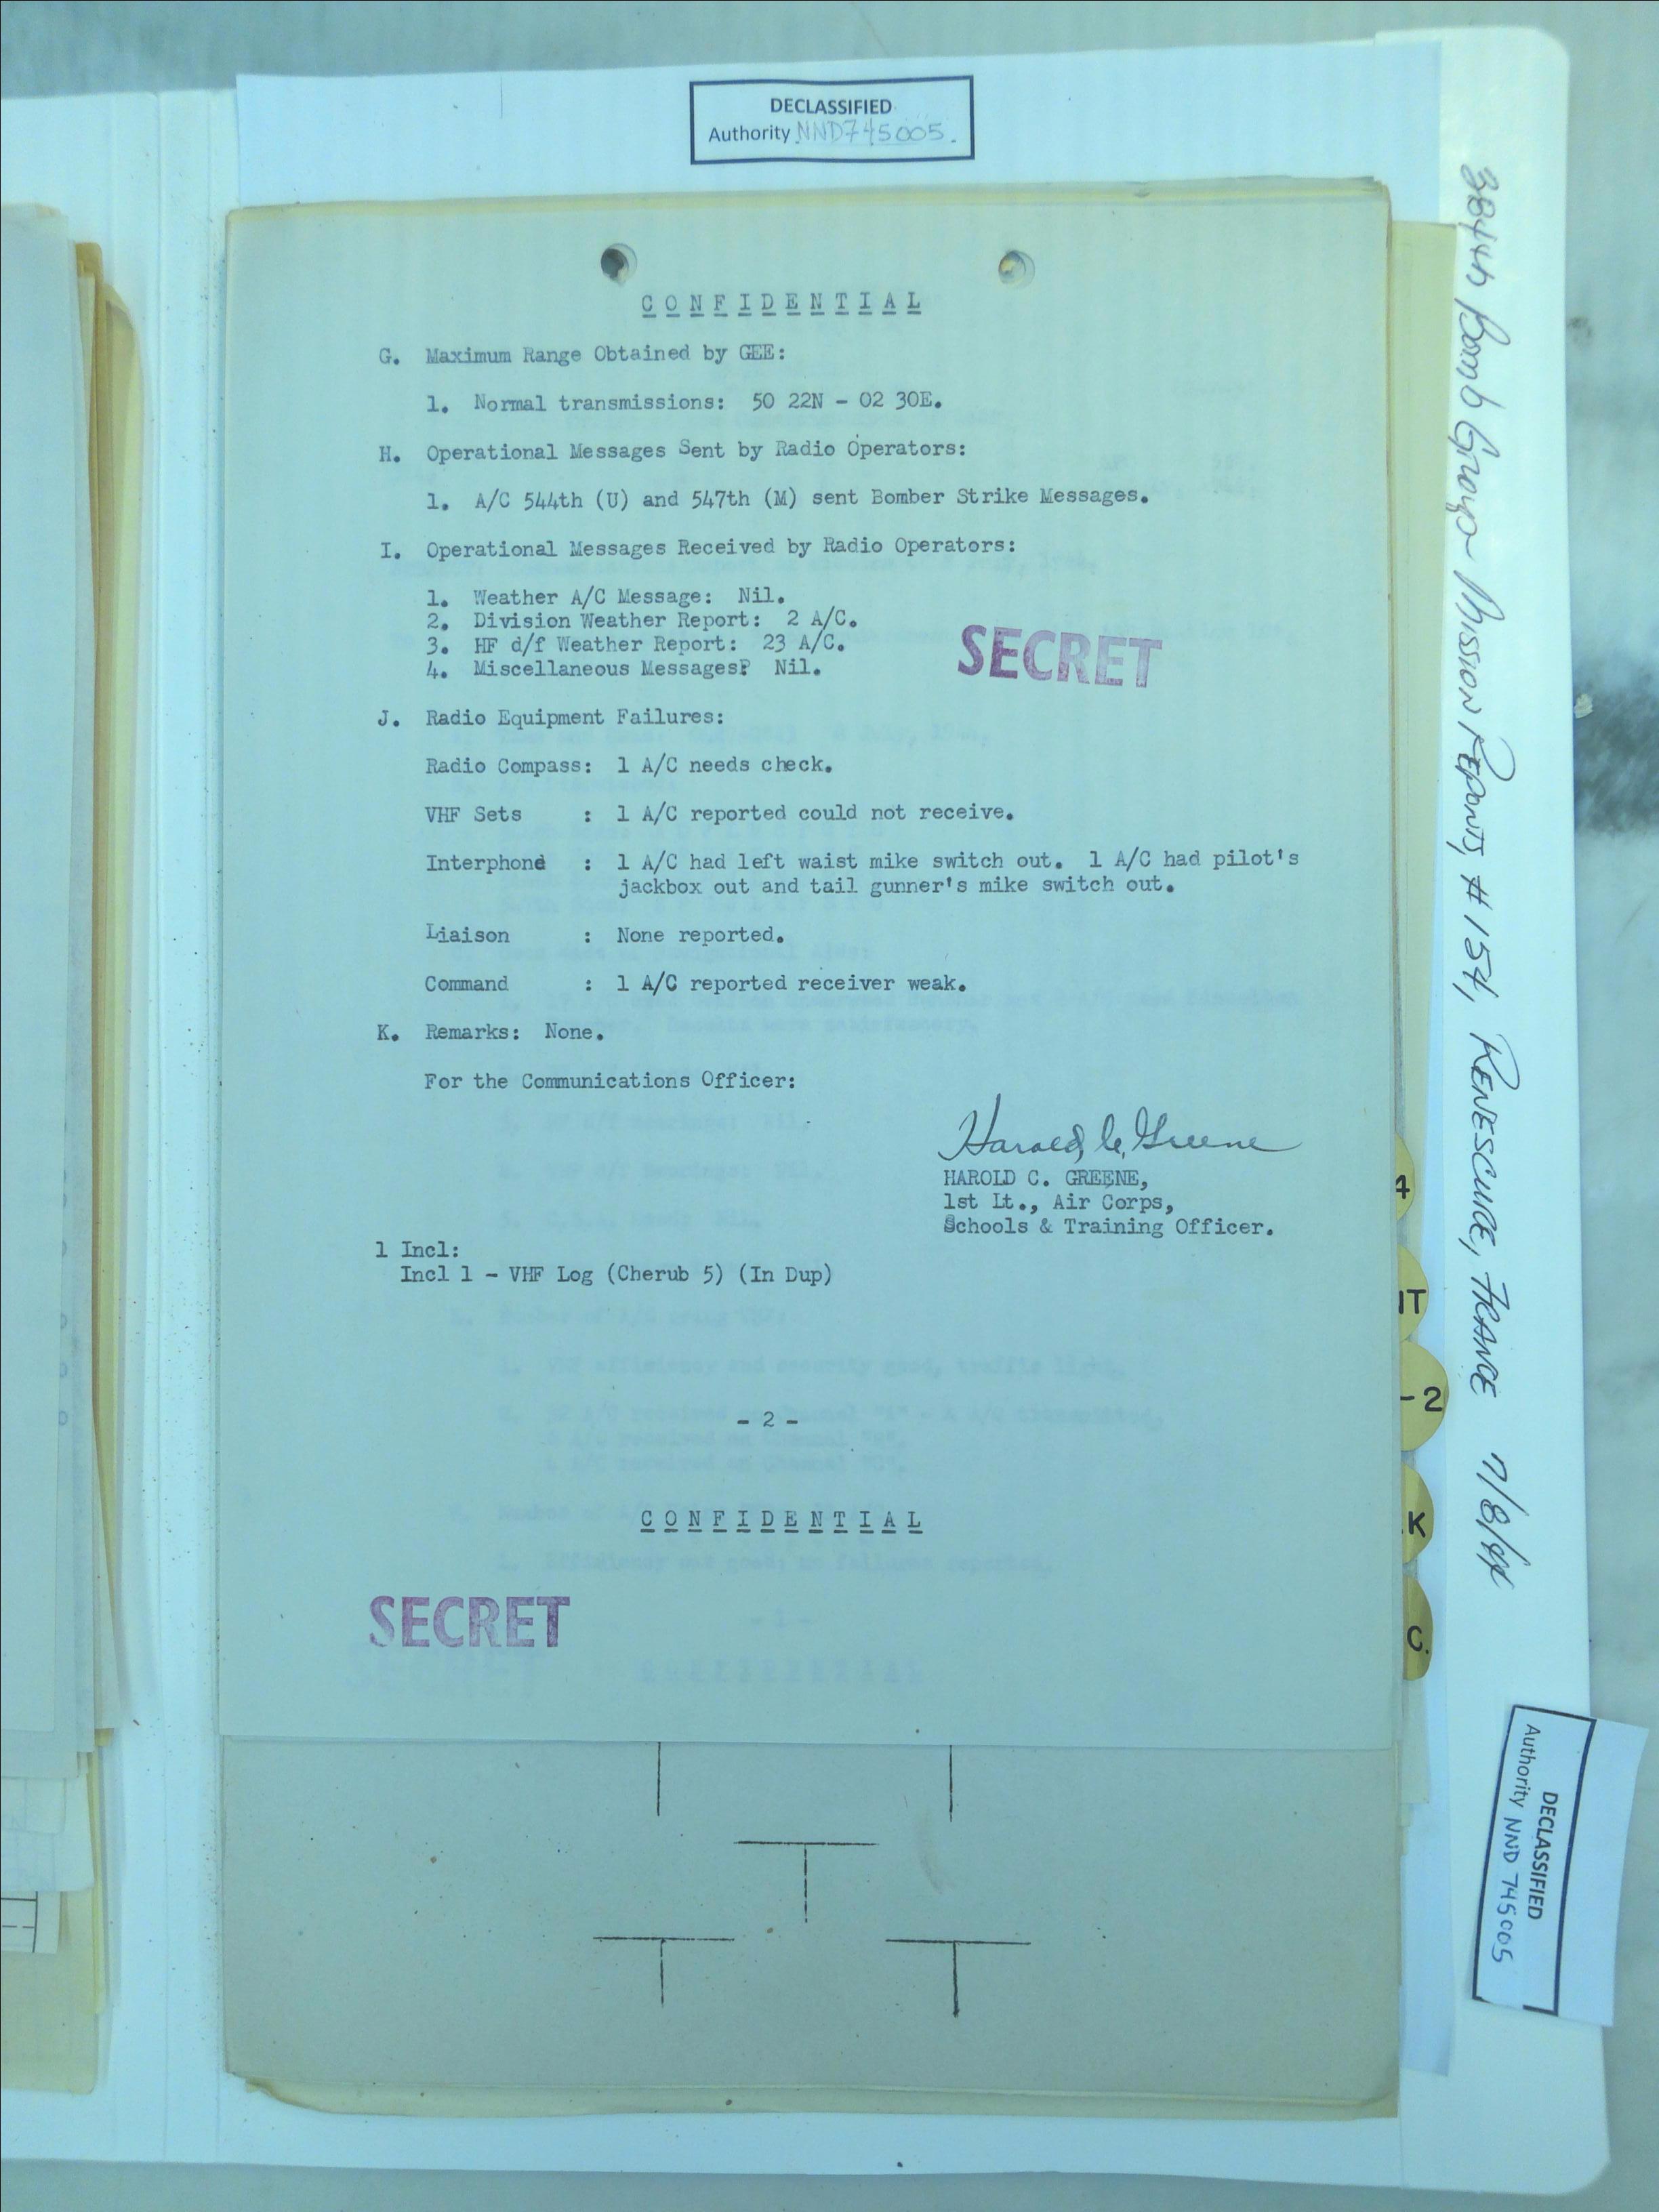 DECLASSIFIED
Authority NND745005.
C O N F I D E N T I A L
G. Maximum Range Obtained by GEE:
1. Normal transmissions: 50 22N - 02 30E.
H. Operational Messages Sent by Radio Operators:
1. A/C 544th (U) and 547th (M) sent Bomber Strike Messages.
I. Operational Messages Received by Radio Operators:
1. Weather A/C Message: Nil.
2. Division Weather Report: 2 A/C.
3. HF d/f Weather Report: 23 A/C.
4. Miscellaneous Messages: Nil.
SECRET
J. Radio Equipment Failures:
Radio Compass: 1 A/C needs check.
VHF Sets : 1 A/C reported could not receive.
Interphone : 1 A/C had left waist mike switch out. 1 A/C had pilot's
jackbox out and tail gunner's mike switch out.
Liaison : None reported.
Command : 1 A/C reported receiver weak.
K. Remarks: None.
For the Communications Officer:
Harold C. Greene
HAROLD C. GREENE,
1st Lt., Air Corps,
Schools & Training Officer.
1 Incl:
Incl 1 - VHF Log (Cherub 5) (In Dup)
- 2 -
C O N F I D E N T I A L
SECRET
384th Bomb Group Mission Reports, #154, RENESCURE, FRANCE 7/8/44
4
IT
-2
K
C.
DECLASSIFIED
Authority NND 745005